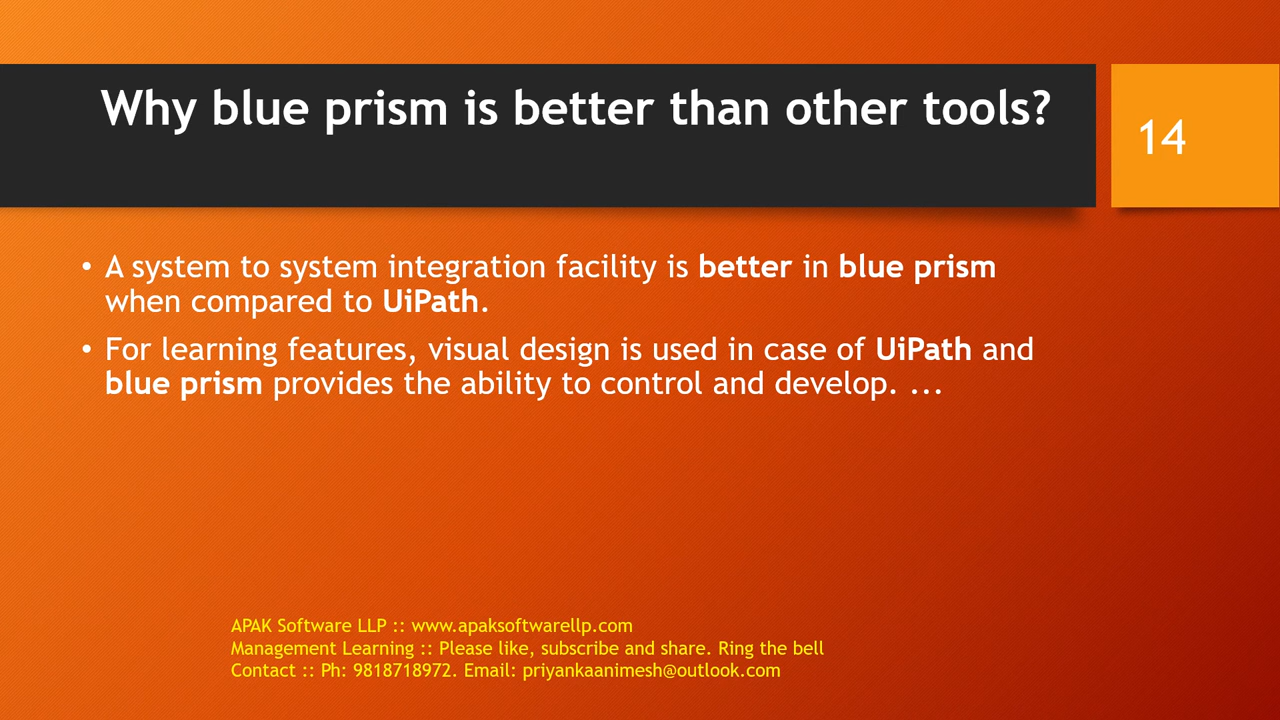 Why blue prism is better than other tools?
14
• A system to system integration facility is better in blue prism
when compared to UiPath.
• For learning features, visual design is used in case of UiPath and
blue prism provides the ability to control and develop. ...
APAK Software LLP :: www.apaksoftwarellp.com
Management Learning :: Please like, subscribe and share. Ring the bell
Contact :: Ph: 9818718972. Email: priyankaanimesh@outlook.com